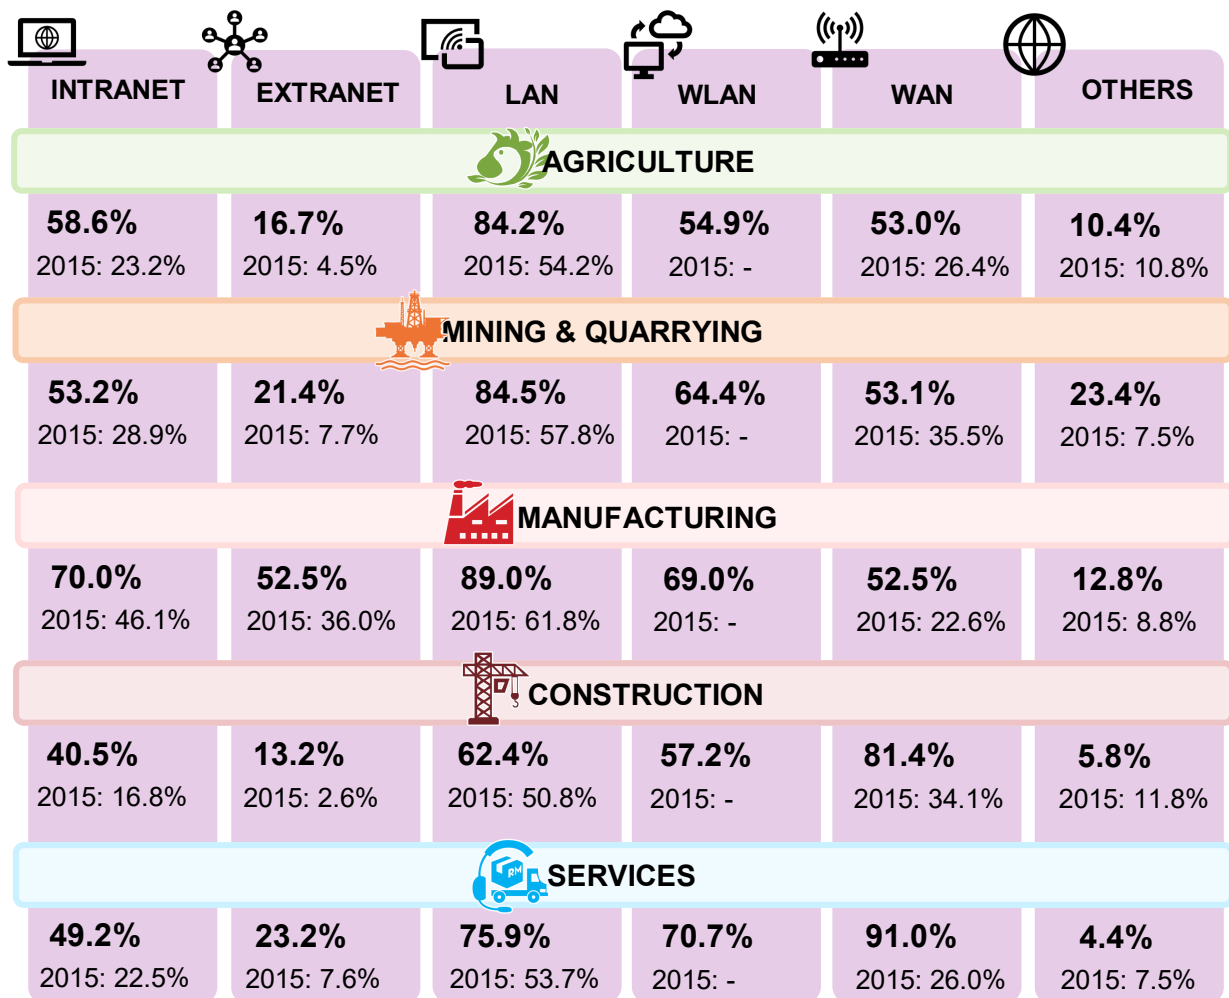 INTRANET EXTRANET LAN WLAN WAN OTHERS
AGRICULTURE
58.6% 16.7% 84.2% 54.9% 53.0% 10.4%
2015: 23.2% 2015: 4.5% 2015: 54.2% 2015: - 2015: 26.4% 2015: 10.8%
MINING & QUARRYING
53.2% 21.4% 84.5% 64.4% 53.1% 23.4%
2015: 28.9% 2015: 7.7% 2015: 57.8% 2015: - 2015: 35.5% 2015: 7.5%
MANUFACTURING
70.0% 52.5% 89.0% 69.0% 52.5% 12.8%
2015: 46.1% 2015: 36.0% 2015: 61.8% 2015: - 2015: 22.6% 2015: 8.8%
CONSTRUCTION
40.5% 13.2% 62.4% 57.2% 81.4% 5.8%
2015: 16.8% 2015: 2.6% 2015: 50.8% 2015: - 2015: 34.1% 2015: 11.8%
RM
SERVICES
49.2% 23.2% 75.9% 70.7% 91.0% 4.4%
2015: 22.5% 2015: 7.6% 2015: 53.7% 2015: - 2015: 26.0% 2015: 7.5%